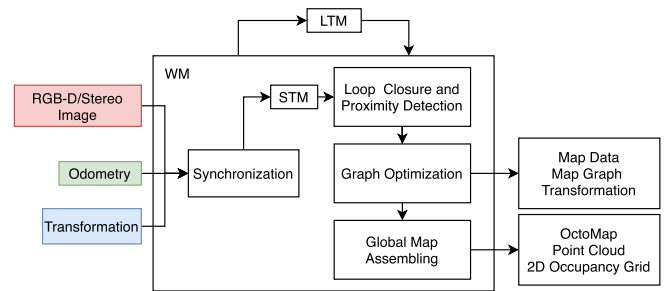 LTM
WM
RGB-D/Stereo
Image
STM
Loop Closure and
Proximity Detection
Odometry
Synchronization
Graph Optimization
Map Data
Map Graph
Transformation
Transformation
Global Map
Assembling
OctoMap
Point Cloud
2D Occupancy Grid